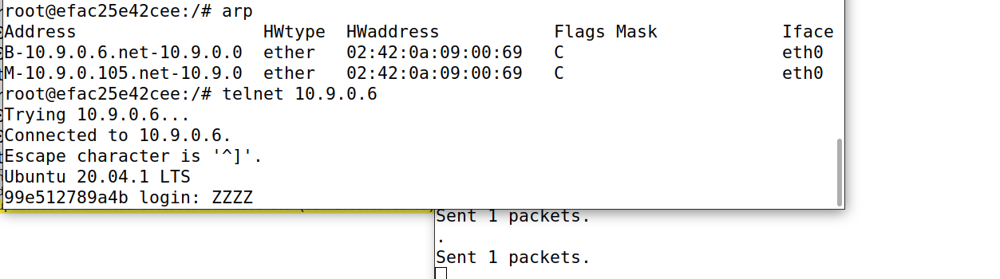 root@efac25e42cee:/# arp
Address HWtype HWaddress Flags Mask Iface
B-10.9.0.6.net-10.9.0.0 ether 02:42:0a:09:00:69 C eth0
M-10.9.0.105.net-10.9.0 ether 02:42:0a:09:00:69 C eth0
root@efac25e42cee:/# telnet 10.9.0.6
Trying 10.9.0.6...
Connected to 10.9.0.6.
Escape character is '^]'.
Ubuntu 20.04.1 LTS
99e512789a4b login: ZZZZ
Sent 1 packets.
.
Sent 1 packets.